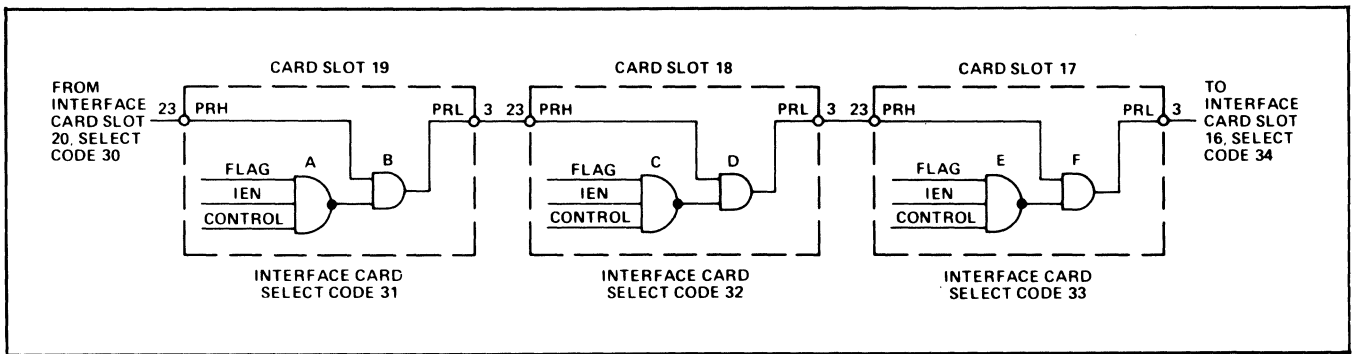 FROM
INTERFACE
CARD SLOT
20, SELECT
CODE 30
CARD SLOT 19
23
PRH
PRL
3
FLAG
IEN
CONTROL
A
B
INTERFACE CARD
SELECT CODE 31
CARD SLOT 18
23
PRH
PRL
3
FLAG
IEN
CONTROL
C
D
INTERFACE CARD
SELECT CODE 32
CARD SLOT 17
23
PRH
PRL
3
FLAG
IEN
CONTROL
E
F
INTERFACE CARD
SELECT CODE 33
TO
INTERFACE
CARD SLOT
16, SELECT
CODE 34